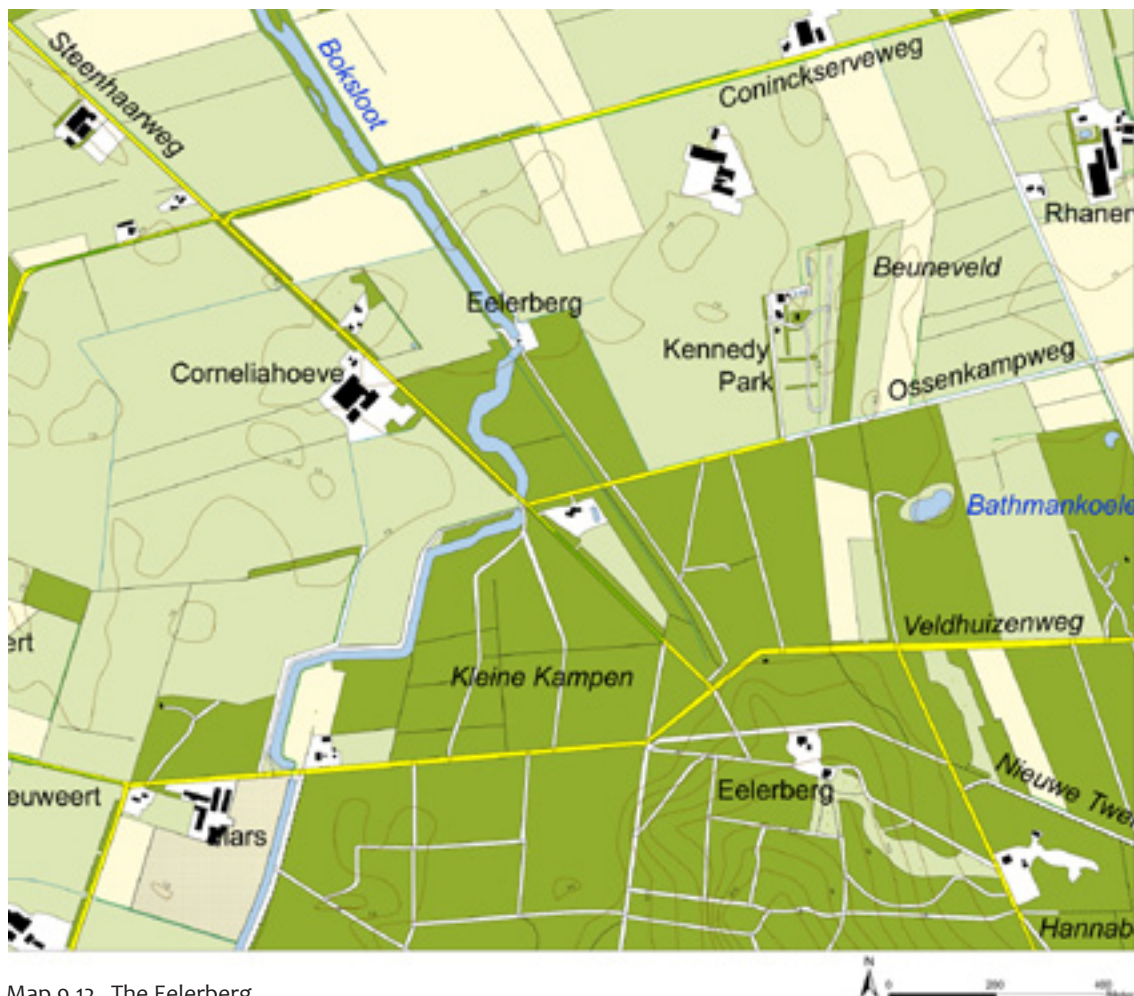 Steenhaarweg
Boksloot
Coninckserveweg
Rhaner
Beuneveld
Eelerberg
Kennedy
Park
Corneliahoeve
Ossenkampweg
Bathmankoele
ert
Veldhuizenweg
Kleine Kampen
Nieuwe Twe
euweert
Eelerberg
Mars
Hannab
N
0 200 400
Map 9.12 The Eelerberg